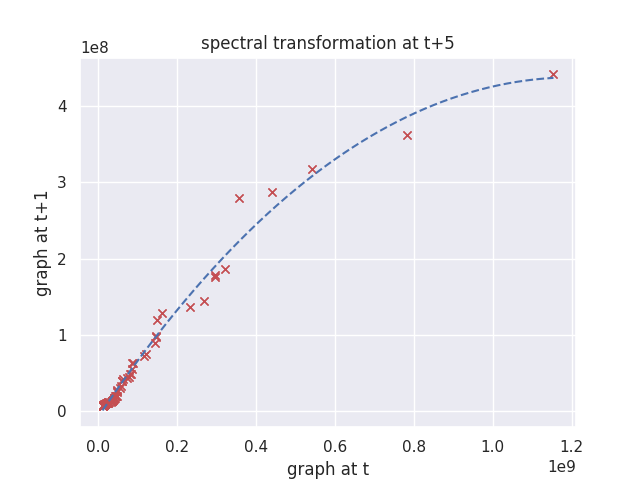 spectral transformation at t+5
1e8
4
3
2
1
0
graph at t+1
0.0 0.2 0.4 0.6 0.8 1.0 1.2
1e9
graph at t